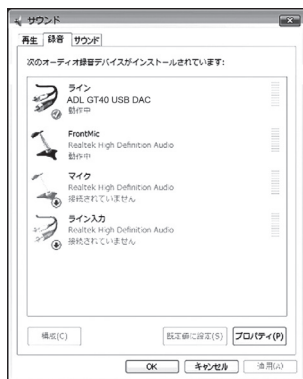 サウンド
再生 録音 サウンド
次のオーディオ録音デバイスがインストールされています:
ライン
ADL GT40 USB DAC
動作中
FrontMic
Realtek High Definition Audio
動作中
マイク
Realtek High Definition Audio
接続されていません
ライン入力
Realtek High Definition Audio
接続されていません
構成(C) 既定値に設定(S) プロパティ(P)
OK キャンセル 適用(A)